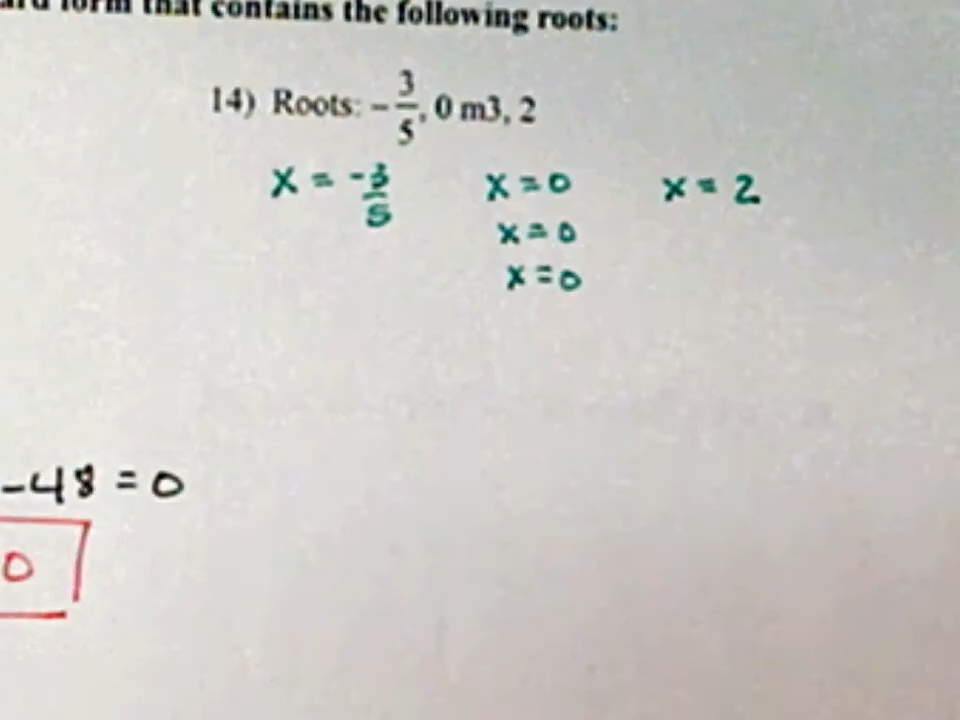 form that contains the following roots:
14) Roots: -3/5, 0 m3, 2
x = -3/5 x = 0 x = 2
x = 0
x = 0
-48 = 0
0